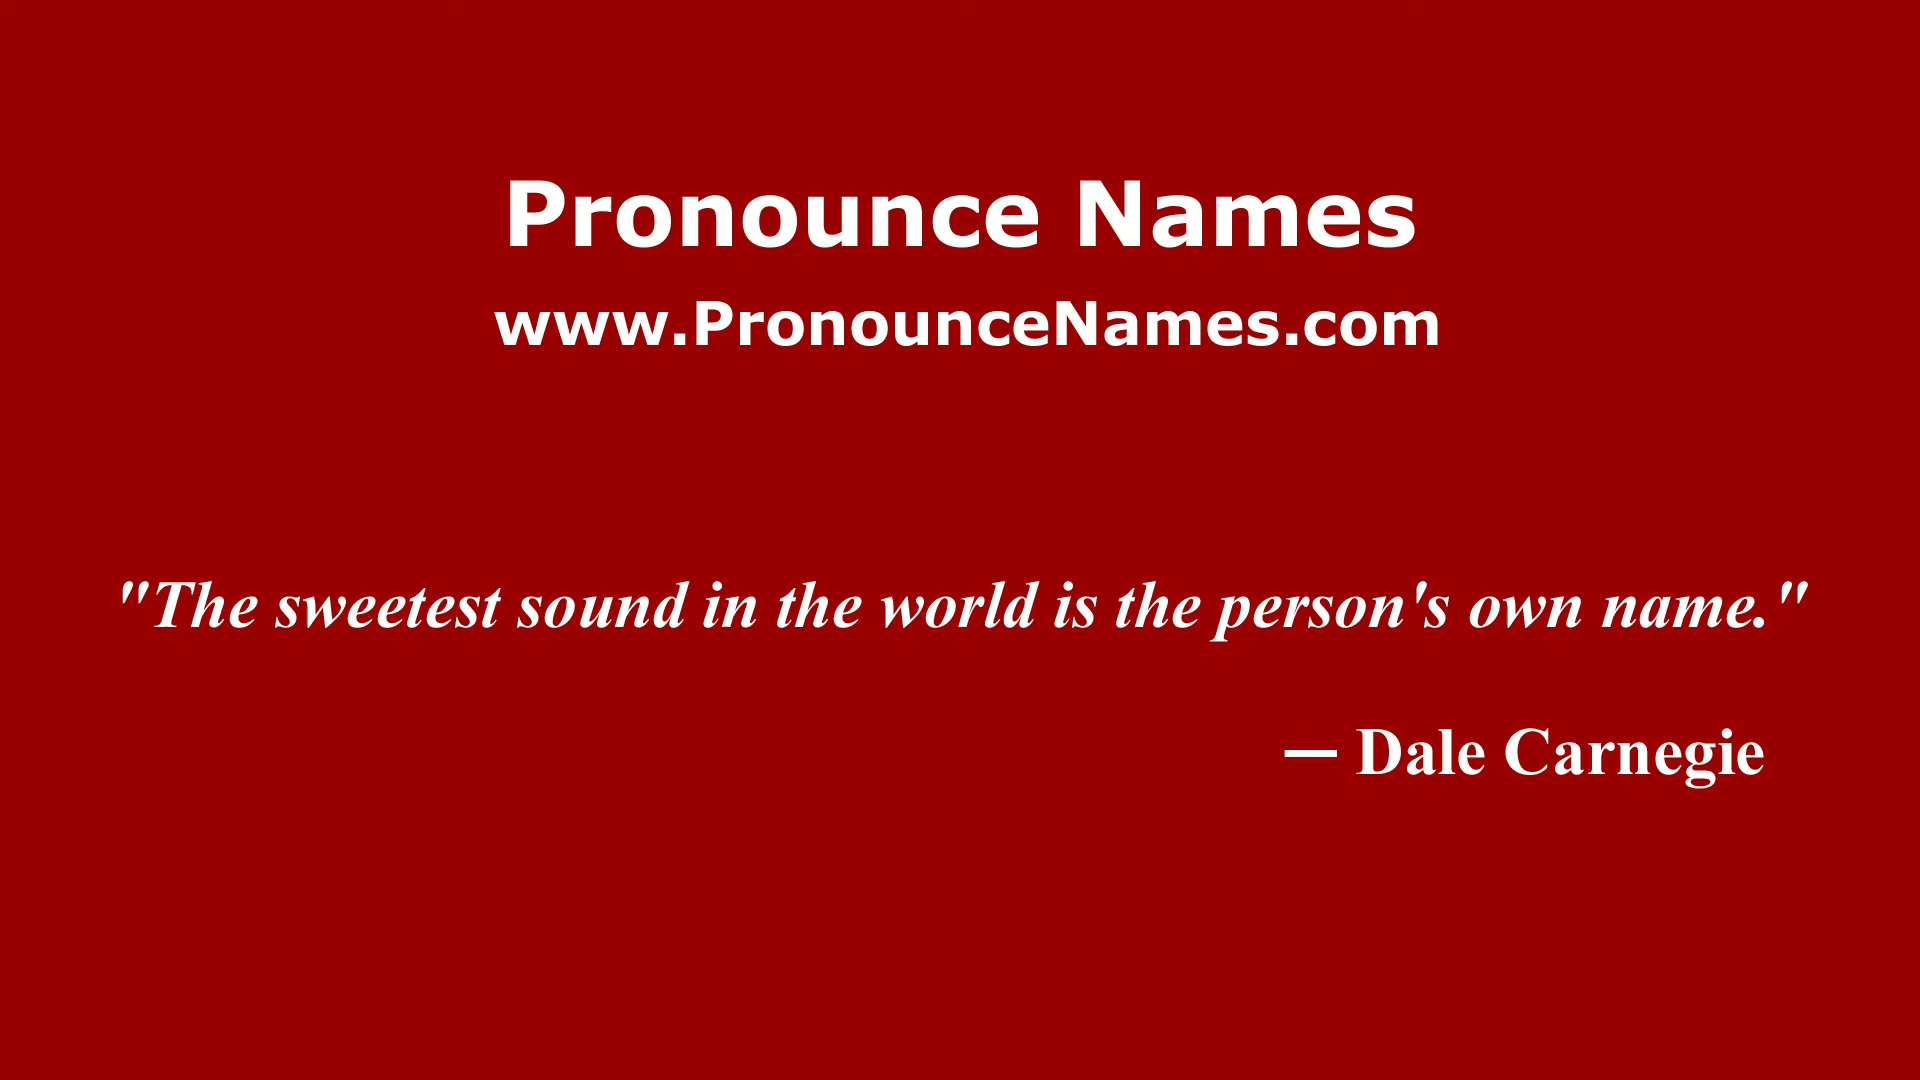 Pronounce Names
www.PronounceNames.com
"The sweetest sound in the world is the person's own name."
— Dale Carnegie